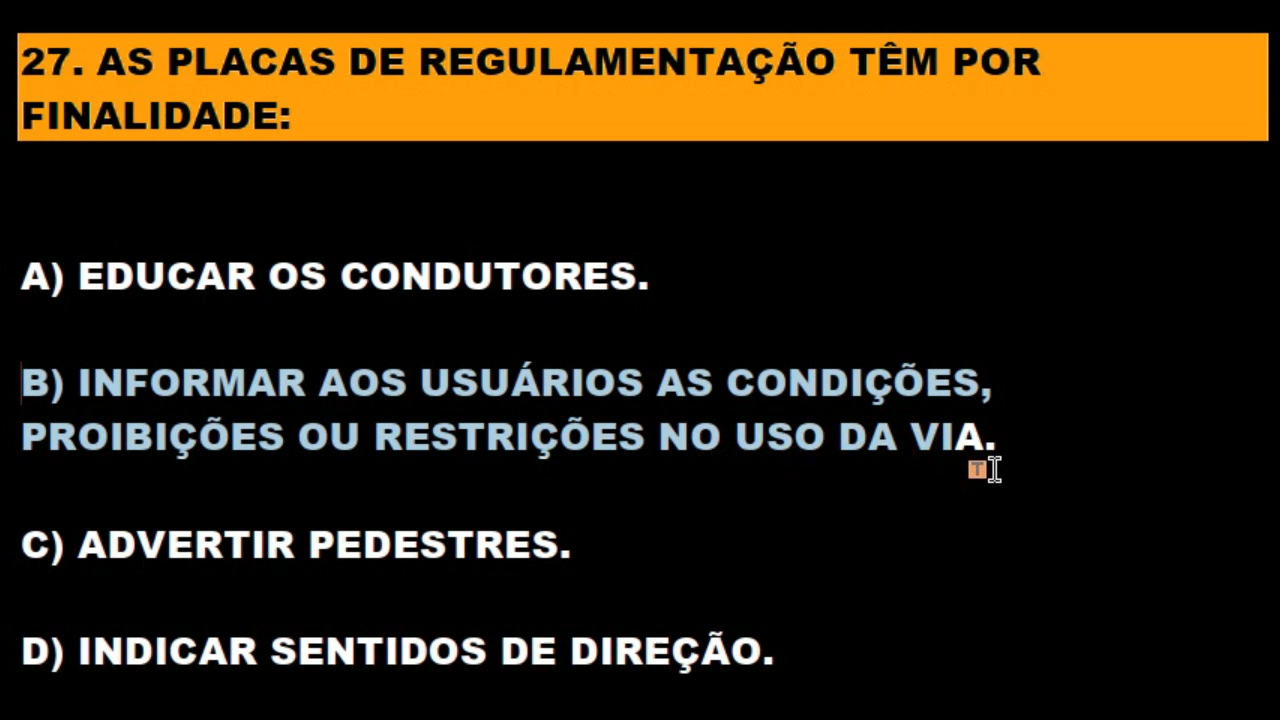 27. AS PLACAS DE REGULAMENTAÇÃO TÊM POR
FINALIDADE:
A) EDUCAR OS CONDUTORES.
B) INFORMAR AOS USUÁRIOS AS CONDIÇÕES,
PROIBIÇÕES OU RESTRIÇÕES NO USO DA VIA.
T
C) ADVERTIR PEDESTRES.
D) INDICAR SENTIDOS DE DIREÇÃO.